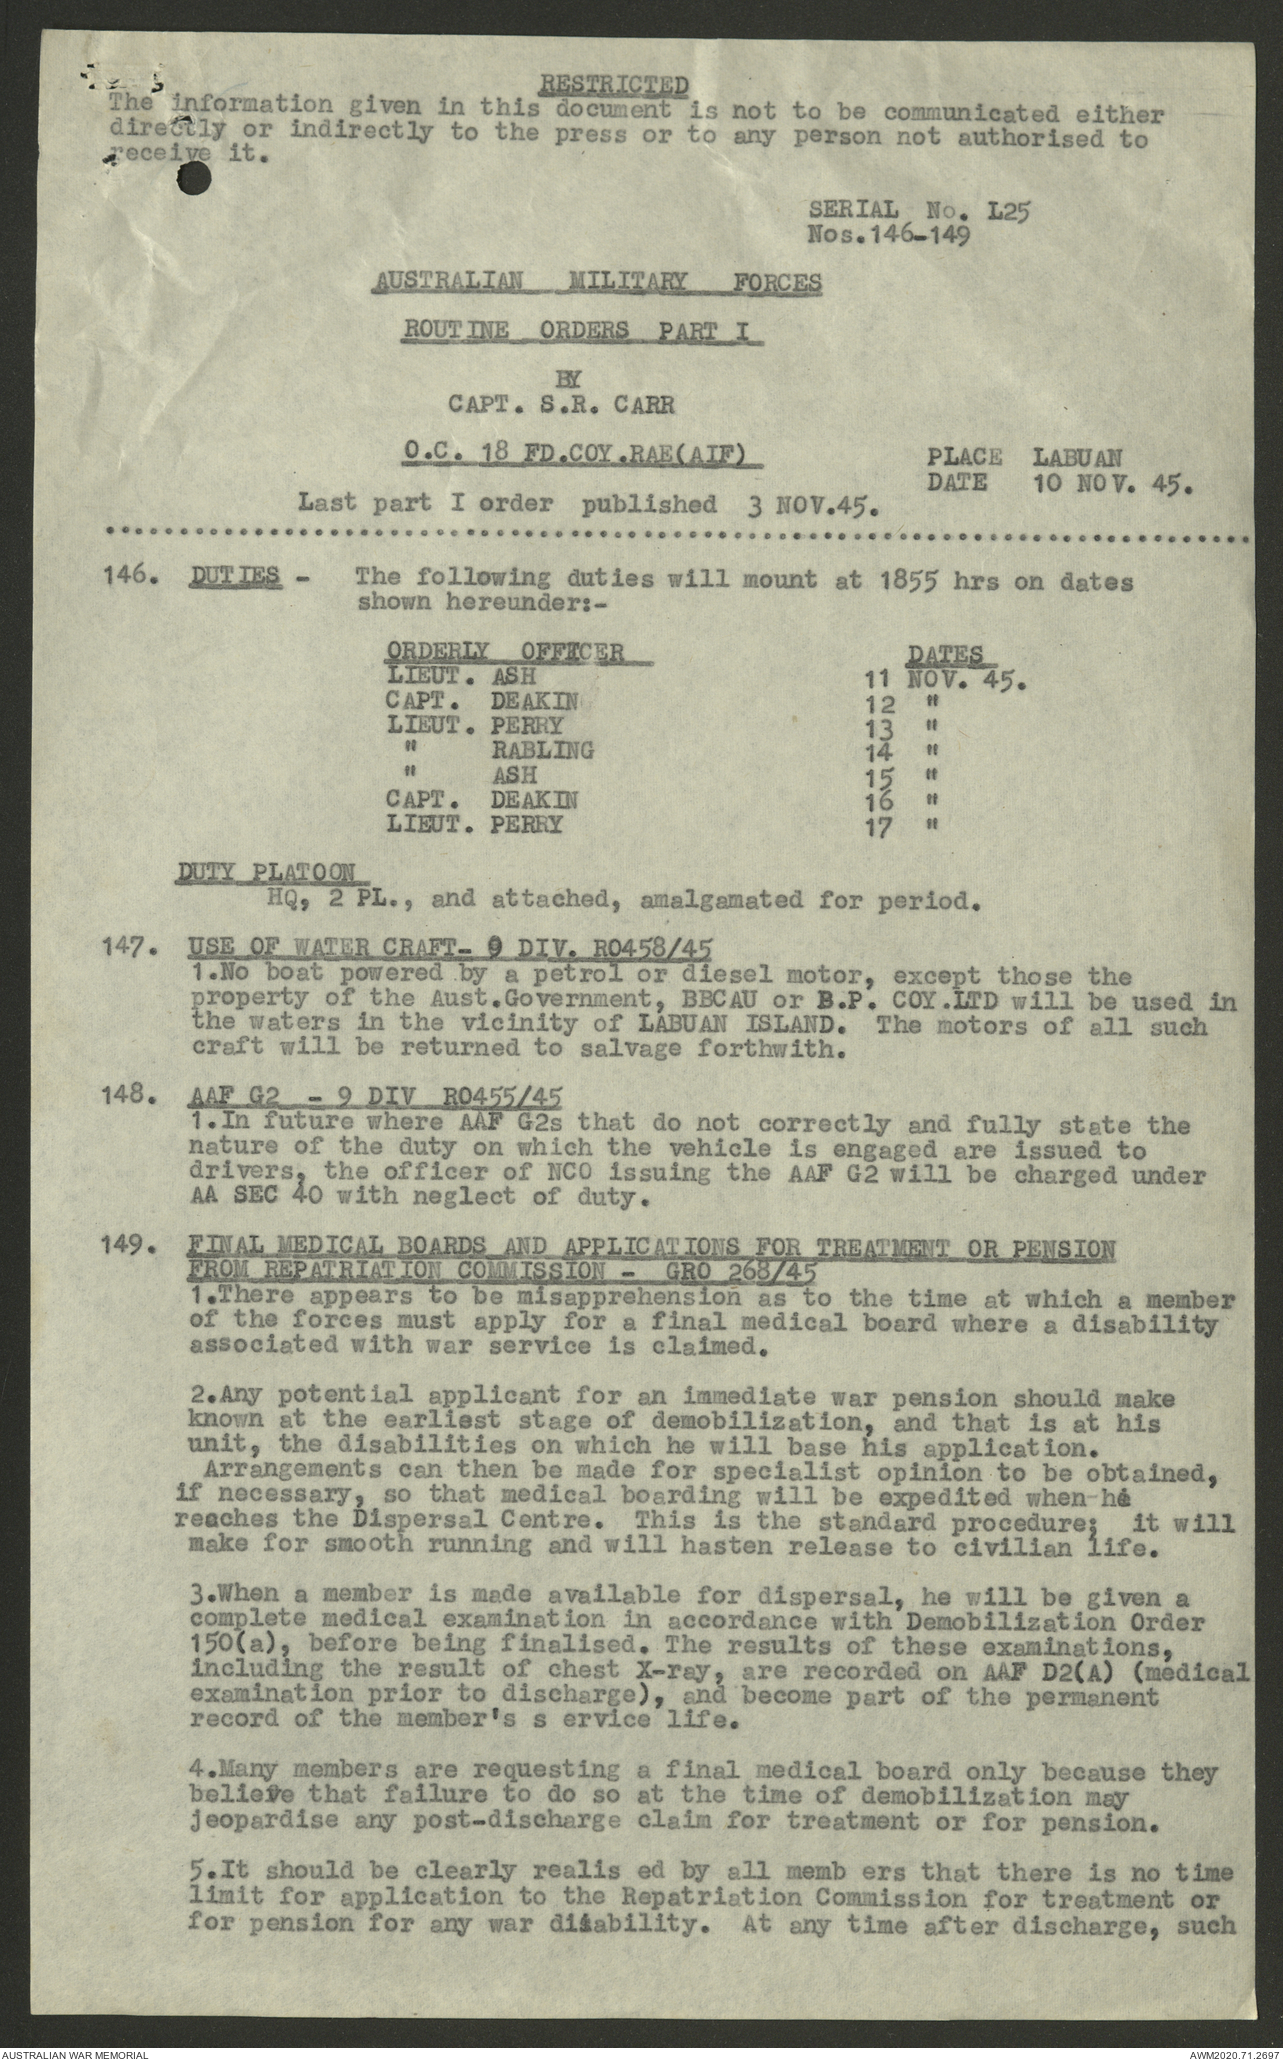 RESTRICTED
The information given in this document is not to be communicated either
directly or indirectly to the press or to any person not authorised to
receive it.
SERIAL No. L25
Nos.146-149
AUSTRALIAN MILITARY FORCES
ROUTINE ORDERS PART I
BY
CAPT. S.R. CARR
O.C. 18 FD.COY.RAE(AIF)
PLACE LABUAN
DATE 10 NOV. 45.
Last part I order published 3 NOV.45.
146. DUTIES - The following duties will mount at 1855 hrs on dates
shown hereunder:-
ORDERLY OFFICER DATES
LIEUT. ASH 11 NOV. 45.
CAPT. DEAKIN 12 "
LIEUT. PERRY 13 "
" RABLING 14 "
" ASH 15 "
CAPT. DEAKIN 16 "
LIEUT. PERRY 17 "
DUTY PLATOON
HQ, 2 PL., and attached, amalgamated for period.
147. USE OF WATER CRAFT- 9 DIV. RO458/45
1.No boat powered by a petrol or diesel motor, except those the
property of the Aust.Government, BBCAU or B.P. COY.LTD will be used in
the waters in the vicinity of LABUAN ISLAND. The motors of all such
craft will be returned to salvage forthwith.
148. AAF G2 - 9 DIV RO455/45
1.In future where AAF G2s that do not correctly and fully state the
nature of the duty on which the vehicle is engaged are issued to
drivers, the officer of NCO issuing the AAF G2 will be charged under
AA SEC 40 with neglect of duty.
149. FINAL MEDICAL BOARDS AND APPLICATIONS FOR TREATMENT OR PENSION
FROM REPATRIATION COMMISSION - GRO 268/45
1.There appears to be misapprehension as to the time at which a member
of the forces must apply for a final medical board where a disability
associated with war service is claimed.
2.Any potential applicant for an immediate war pension should make
known at the earliest stage of demobilization, and that is at his
unit, the disabilities on which he will base his application.
Arrangements can then be made for specialist opinion to be obtained,
if necessary, so that medical boarding will be expedited when he
reaches the Dispersal Centre. This is the standard procedure; it will
make for smooth running and will hasten release to civilian life.
3.When a member is made available for dispersal, he will be given a
complete medical examination in accordance with Demobilization Order
150(a), before being finalised. The results of these examinations,
including the result of chest X-ray, are recorded on AAF D2(A) (medical
examination prior to discharge), and become part of the permanent
record of the member's s ervice life.
4.Many members are requesting a final medical board only because they
believe that failure to do so at the time of demobilization may
jeopardise any post-discharge claim for treatment or for pension.
5.It should be clearly realis ed by all memb ers that there is no time
limit for application to the Repatriation Commission for treatment or
for pension for any war disability. At any time after discharge, such
AUSTRALIAN WAR MEMORIAL
AWM2020.71.2697